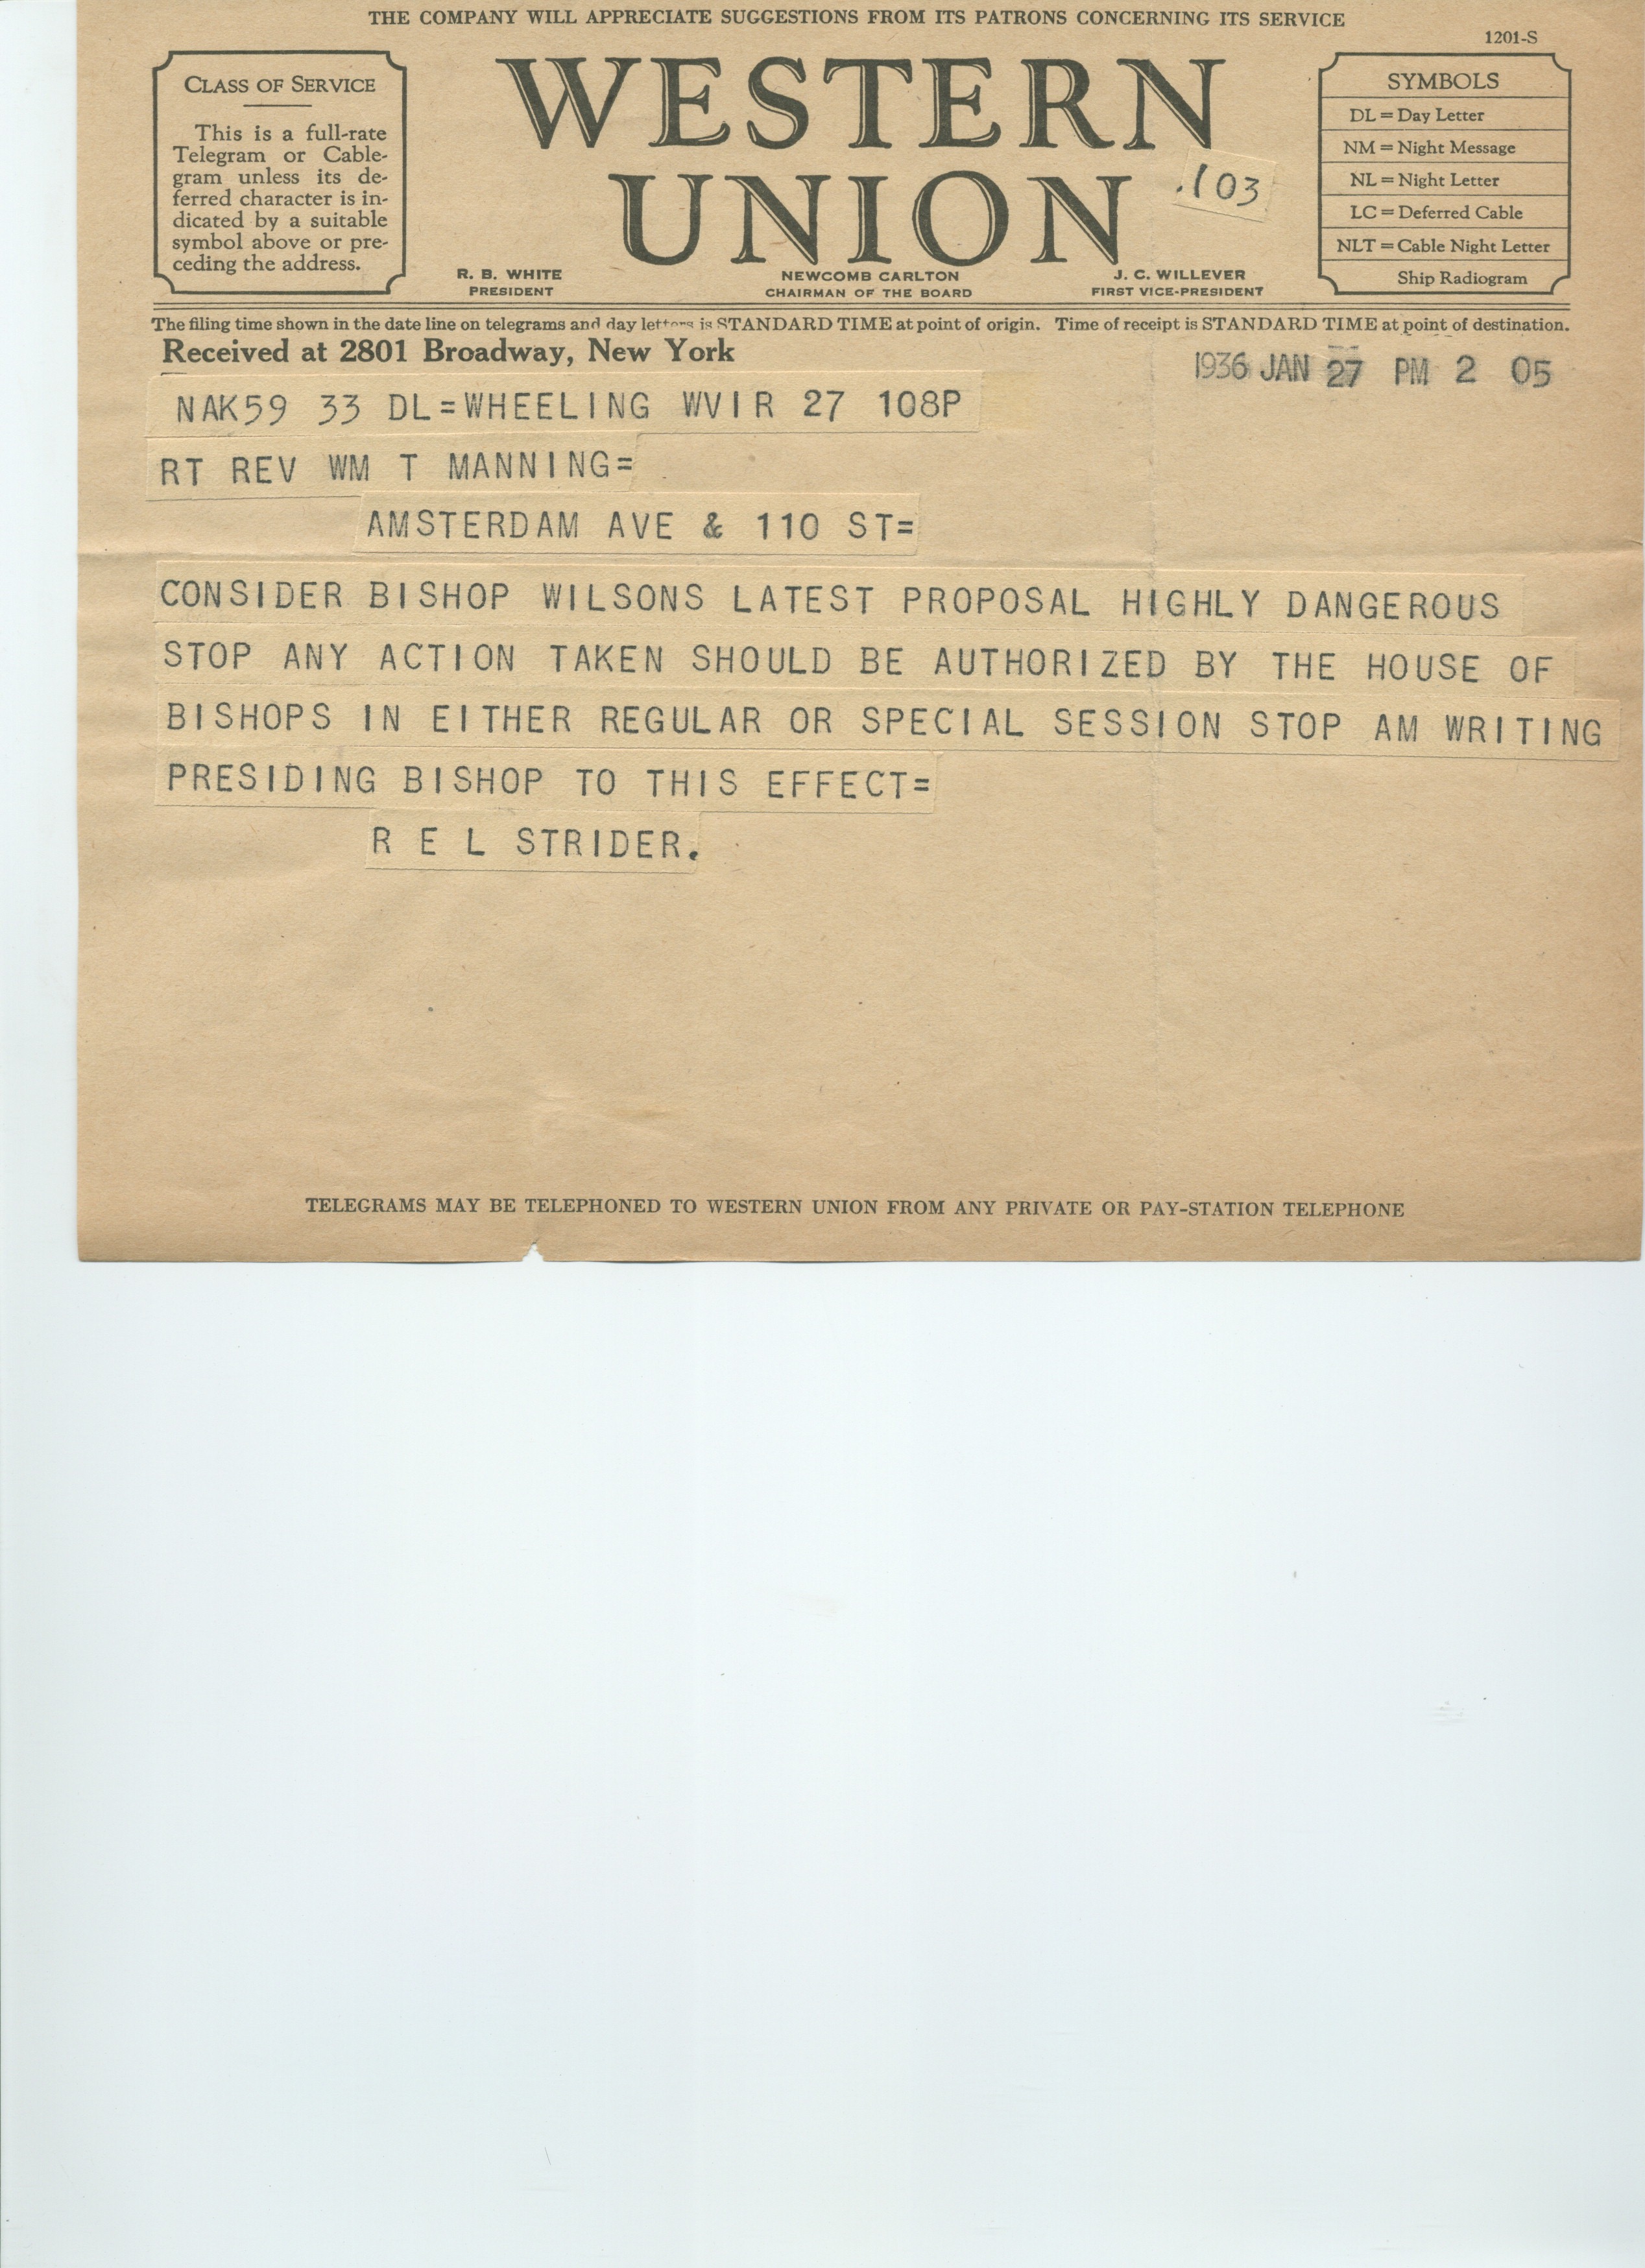 THE COMPANY WILL APPRECIATE SUGGESTIONS FROM ITS PATRONS CONCERNING ITS SERVICE
1201-S
CLASS OF SERVICE
This is a full-rate
Telegram or Cable-
gram unless its de-
ferred character is in-
dicated by a suitable
symbol above or pre-
ceding the address.
WESTERN
UNION
.103
R. B. WHITE
PRESIDENT
NEWCOMB CARLTON
CHAIRMAN OF THE BOARD
J. C. WILLEVER
FIRST VICE-PRESIDENT
SYMBOLS
DL = Day Letter
NM = Night Message
NL = Night Letter
LC = Deferred Cable
NLT = Cable Night Letter
Ship Radiogram
The filing time shown in the date line on telegrams and day letters is STANDARD TIME at point of origin. Time of receipt is STANDARD TIME at point of destination.
Received at 2801 Broadway, New York
1936 JAN 27 PM 2 05
NAK59 33 DL=WHEELING WVIR 27 108P
RT REV WM T MANNING=
AMSTERDAM AVE & 110 ST=
CONSIDER BISHOP WILSONS LATEST PROPOSAL HIGHLY DANGEROUS
STOP ANY ACTION TAKEN SHOULD BE AUTHORIZED BY THE HOUSE OF
BISHOPS IN EITHER REGULAR OR SPECIAL SESSION STOP AM WRITING
PRESIDING BISHOP TO THIS EFFECT=
R E L STRIDER.
TELEGRAMS MAY BE TELEPHONED TO WESTERN UNION FROM ANY PRIVATE OR PAY-STATION TELEPHONE